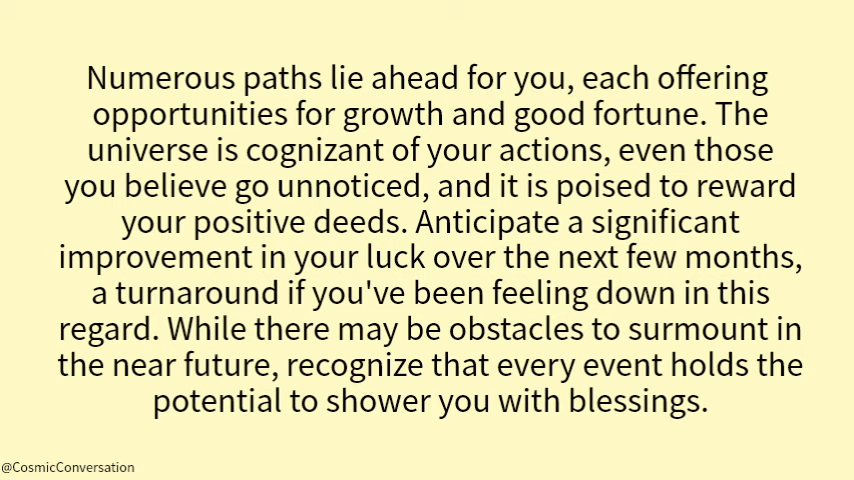 Numerous paths lie ahead for you, each offering
opportunities for growth and good fortune. The
universe is cognizant of your actions, even those
you believe go unnoticed, and it is poised to reward
your positive deeds. Anticipate a significant
improvement in your luck over the next few months,
a turnaround if you've been feeling down in this
regard. While there may be obstacles to surmount in
the near future, recognize that every event holds the
potential to shower you with blessings.
@CosmicConversation